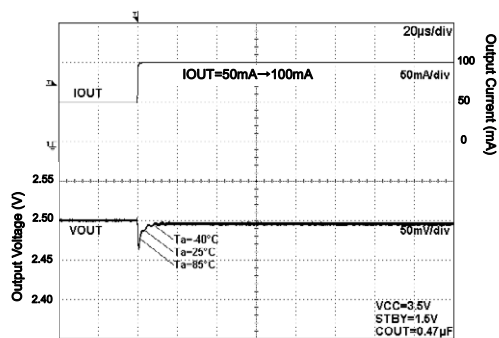 20µs/div
IOUT=50mA→100mA
50mA/div
IOUT
100
50
0
Output Current (mA)
Output Voltage (V)
2.55
2.50
2.45
2.40
VOUT
50mV/div
Ta=-40°C
Ta=25°C
Ta=85°C
VCC=3.5V
STBY=1.5V
COUT=0.47µF